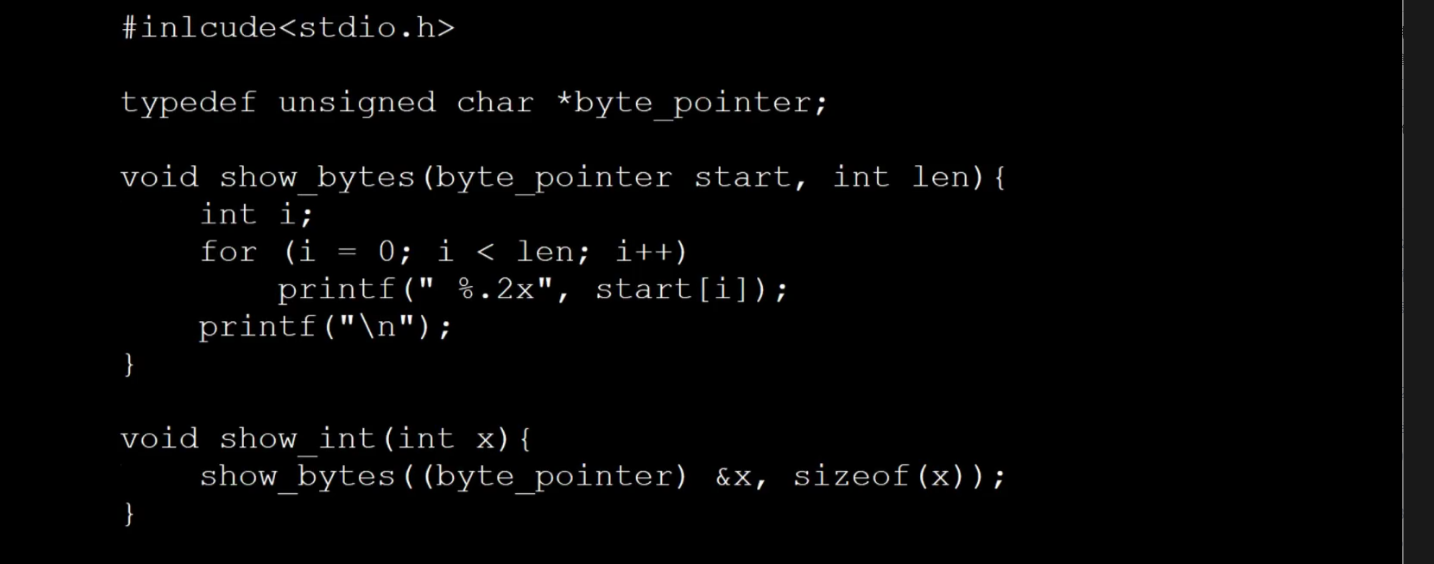 #inlcude<stdio.h>
typedef unsigned char *byte_pointer;
void show_bytes(byte_pointer start, int len){
int i;
for (i = 0; i < len; i++)
printf(" %.2x", start[i]);
printf("\n");
}
void show_int(int x){
show_bytes((byte_pointer) &x, sizeof(x));
}